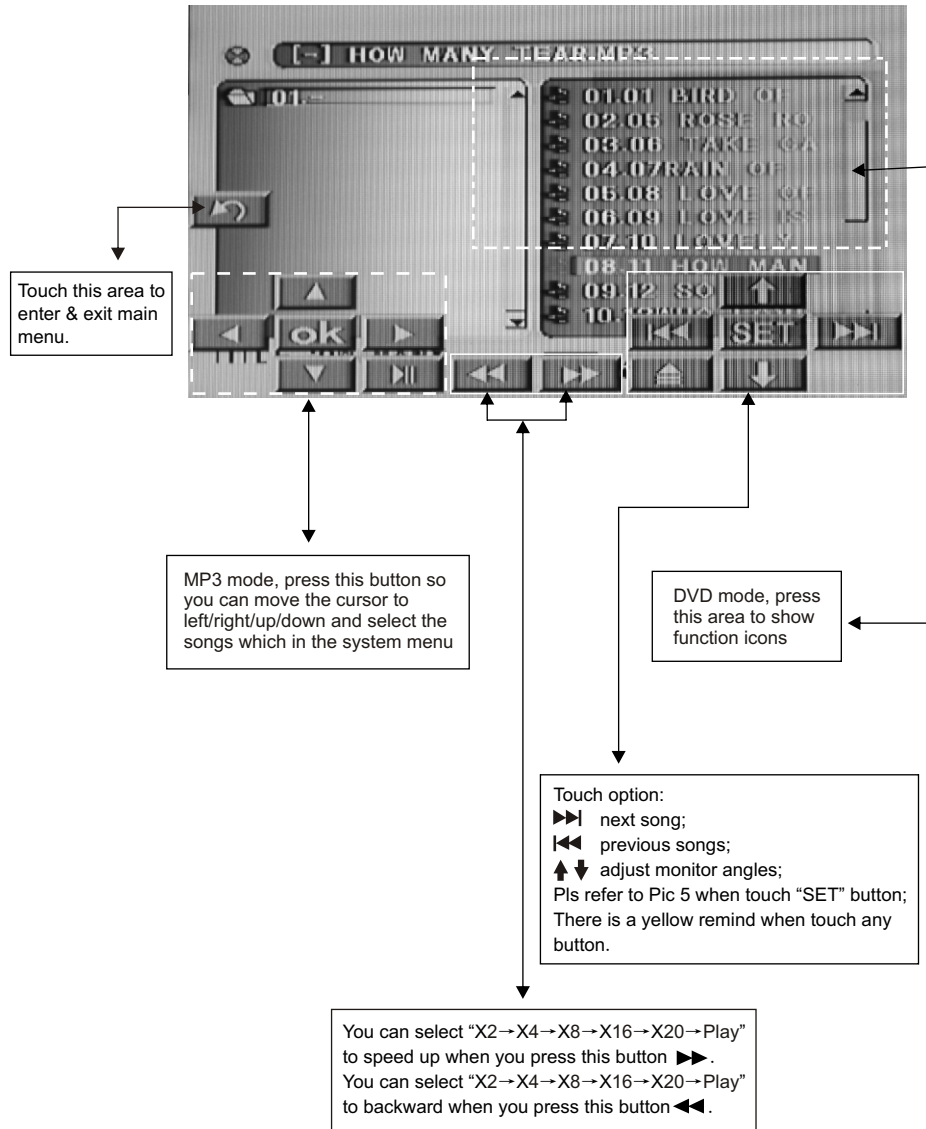 [-] HOW MANY TEAR.MP3
01.--
01.01 BIRD OF
02.05 ROSE RO
03.06 TAKE CA
04.07RAIN OF
05.08 LOVE OF
06.09 LOVE IS
07.10 LOVELY
08.11 HOW MAN
09.12 SO
10.
ok
SET
Touch this area to
enter & exit main
menu.
MP3 mode, press this button so
you can move the cursor to
left/right/up/down and select the
songs which in the system menu
DVD mode, press
this area to show
function icons
Touch option:
next song;
previous songs;
adjust monitor angles;
Pls refer to Pic 5 when touch “SET” button;
There is a yellow remind when touch any
button.
You can select “X2→X4→X8→X16→X20→Play”
to speed up when you press this button ▶▶.
You can select “X2→X4→X8→X16→X20→Play”
to backward when you press this button ◀◀.